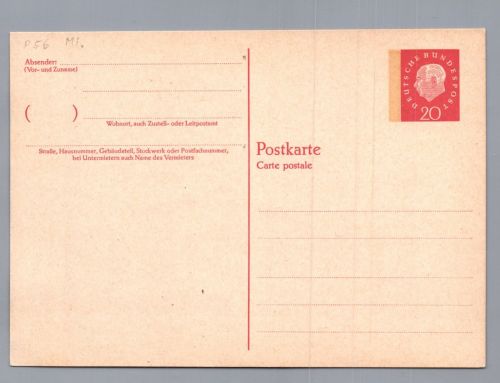 P56 Mi.
Absender:
(Vor- und Zuname)
( )
Wohnort, auch Zustell- oder Leitpostamt
Straße, Hausnummer, Gebäudeteil, Stockwerk oder Postfachnummer,
bei Untermietern auch Name des Vermieters
DEUTSCHE BUNDESPOST
20
Postkarte
Carte postale